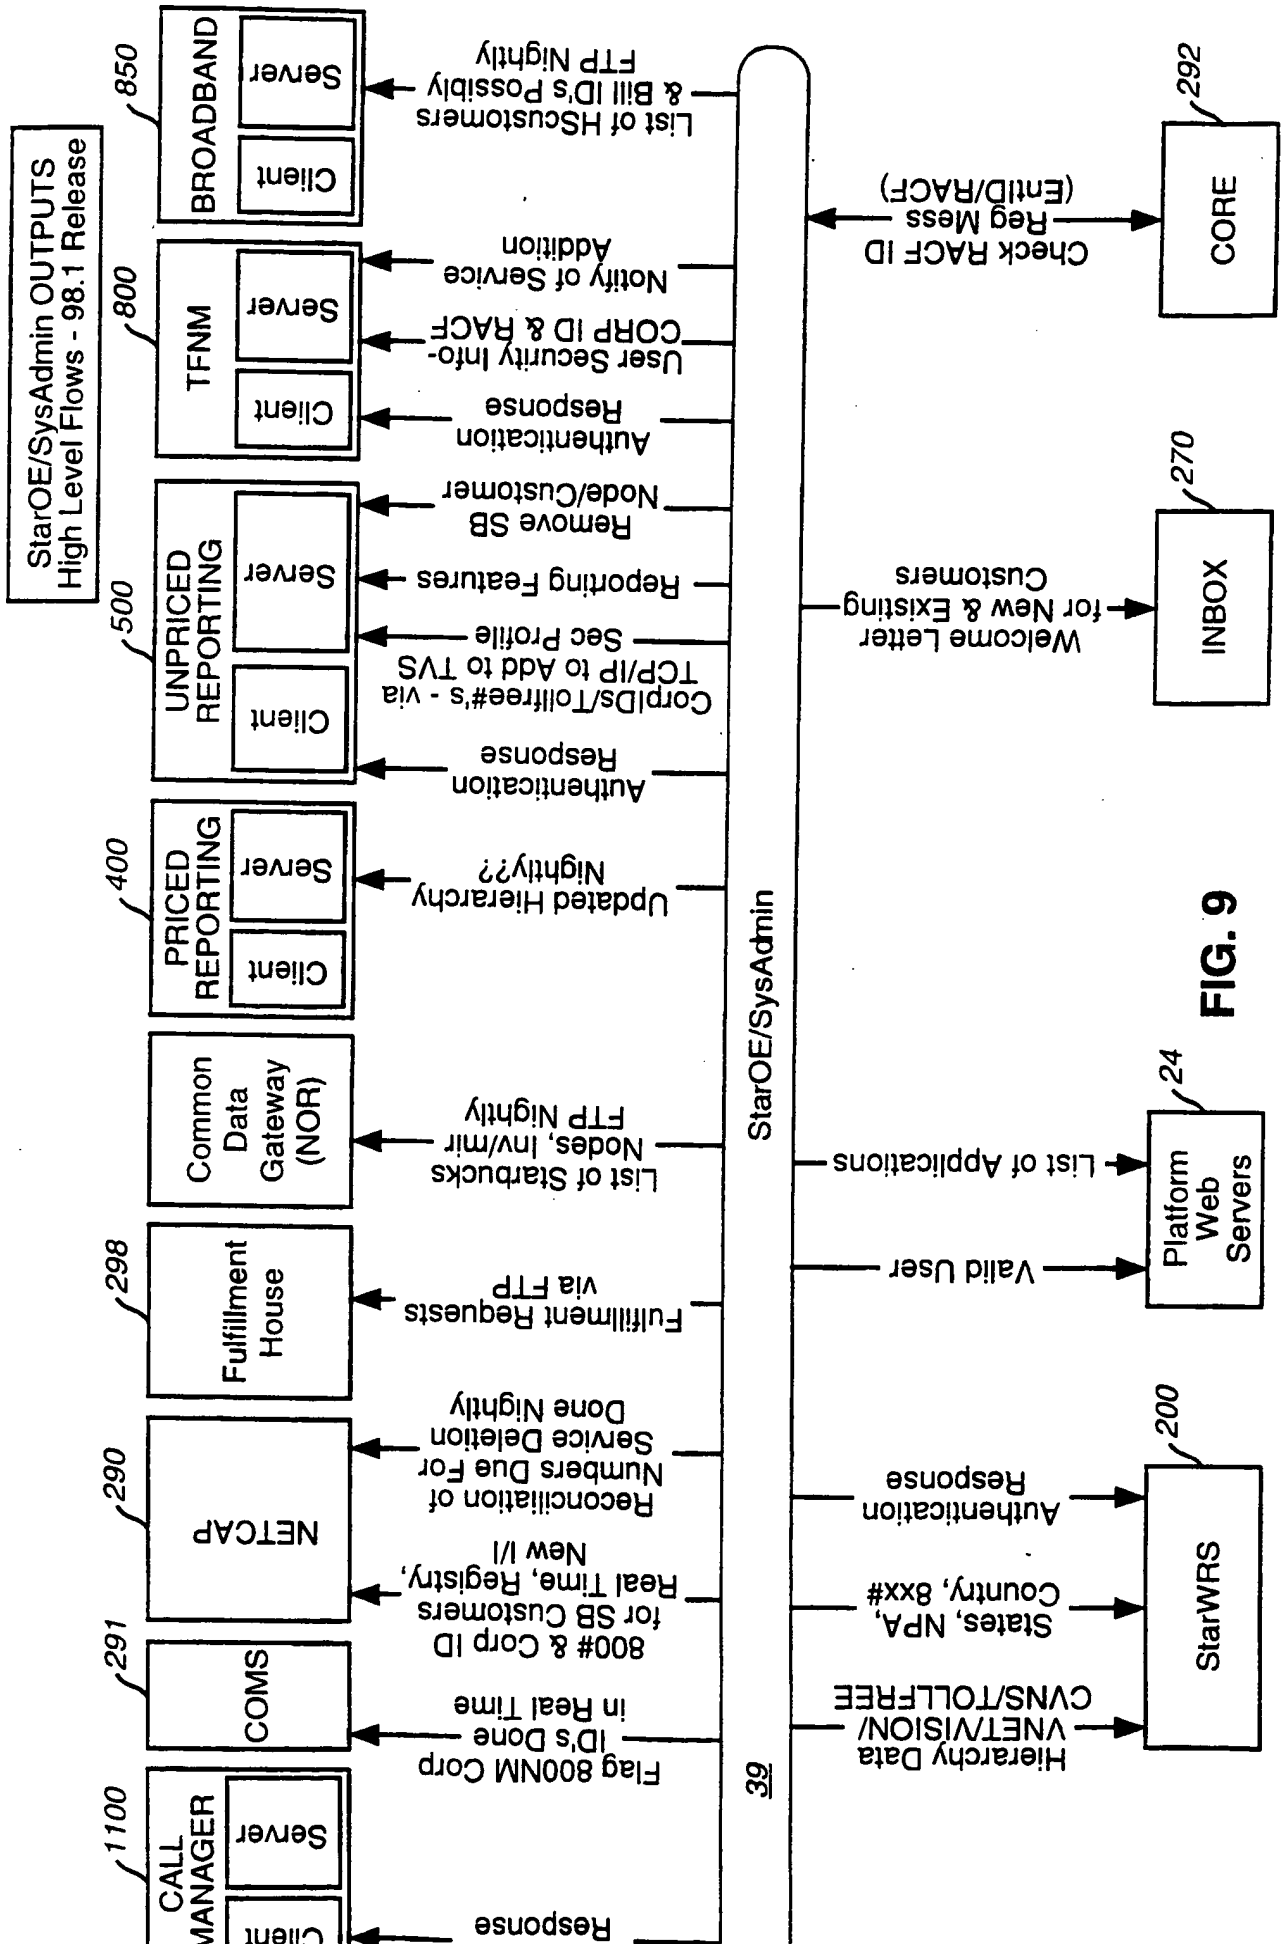 StarOE/SysAdmin OUTPUTS
High Level Flows - 98.1 Release
1100
CALL
MANAGER
Client
Server
291
COMS
290
NETCAP
298
Fulfillment
House
Common
Data
Gateway
(NOR)
400
PRICED
REPORTING
Client
Server
500
UNPRICED
REPORTING
Client
Server
800
TFNM
Client
Server
850
BROADBAND
Client
Server
Response
Flag 800NM Corp
ID's Done
in Real Time
800# & Corp ID
for SB Customers
Real Time, Registry,
New I/I
Reconciliation of
Numbers Due For
Service Deletion
Done Nightly
Fulfillment Requests
via FTP
List of Starbucks
Nodes, Inv/mir
FTP Nightly
Updated Hierarchy
Nightly??
Authentication
Response
CorpIDs/Tollfree#'s - via
TCP/IP to Add to TVS
Sec Profile
Reporting Features
Remove SB
Node/Customer
Authentication
Response
User Security Info-
CORP ID & RACF
Notify of Service
Addition
List of HScustomers
& Bill ID's Possibly
FTP Nightly
39
StarOE/SysAdmin
Hierarchy Data
VNET/VISION/
CVNS/TOLLFREE
States, NPA,
Country, 8xx#
Authentication
Response
Valid User
List of Applications
Welcome Letter
for New & Existing
Customers
Check RACF ID
Reg Mess
(EntID/RACF)
200
StarWRS
24
Platform
Web
Servers
270
INBOX
292
CORE
FIG. 9